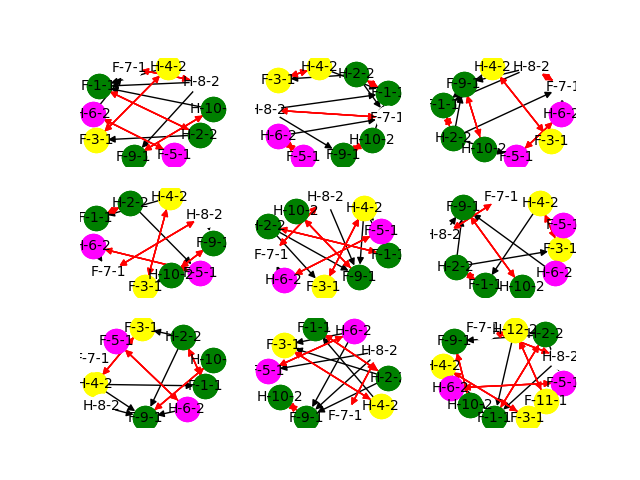 F-7-1 H-4-2
F-1-1 H-8-2
H-6-2 H-10-
F-3-1 H-2-2
F-9-1 F-5-1
H-4-2 H-2-2
F-3-1 F-1-1
H-8-2 F-7-1
H-6-2 H-10-2
F-5-1 F-9-1
H-4-2 H-8-2
F-9-1 F-7-1
F-1-1 H-6-2
H-2-2 F-3-1
H-10-2 F-5-1
H-2-2 H-4-2
F-1-1 H-8-2
H-6-2 F-9-1
F-7-1 H-10-2 F-5-1
F-3-1
H-8-2
H-10-2 H-4-2
H-2-2 F-5-1
F-7-1 F-1-1
H-6-2 F-9-1
F-3-1
F-7-1 H-4-2
F-9-1 F-5-1
H-8-2 F-3-1
H-2-2 H-6-2
F-1-1 H-10-2
F-3-1 H-2-2
F-5-1
F-7-1 H-10-
H-4-2 F-1-1
H-8-2 H-6-2
F-9-1
F-1-1 H-6-2
F-3-1 H-8-2
F-5-1 H-2-2
H-10-2 H-4-2
F-9-1 F-7-1
F-7-1 H-12-2 H-2-2
F-9-1 H-8-2
H-4-2 F-5-1
H-6-2 F-11-1
H-10-2 F-1-1 F-3-1